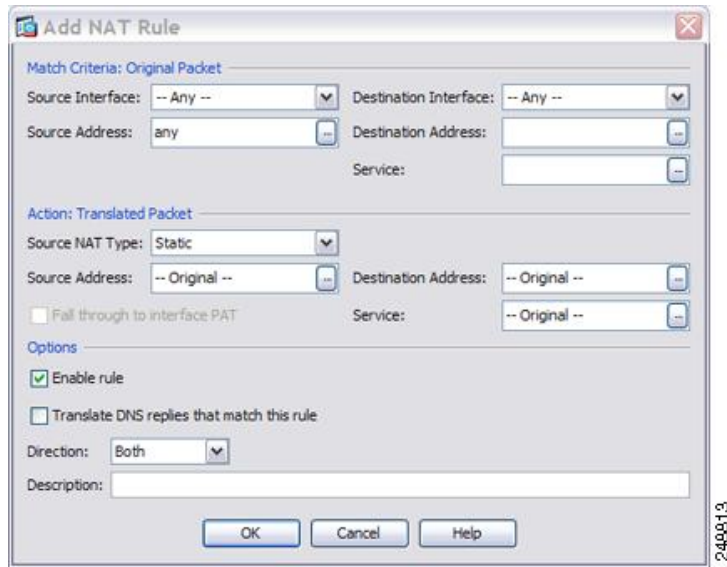 Add NAT Rule
Match Criteria: Original Packet
Source Interface: -- Any -- Destination Interface: -- Any --
Source Address: any ... Destination Address: ...
Service: ...
Action: Translated Packet
Source NAT Type: Static
Source Address: -- Original -- ... Destination Address: -- Original -- ...
Fall through to interface PAT Service: -- Original -- ...
Options
Enable rule
Translate DNS replies that match this rule
Direction: Both
Description:
OK Cancel Help
249813